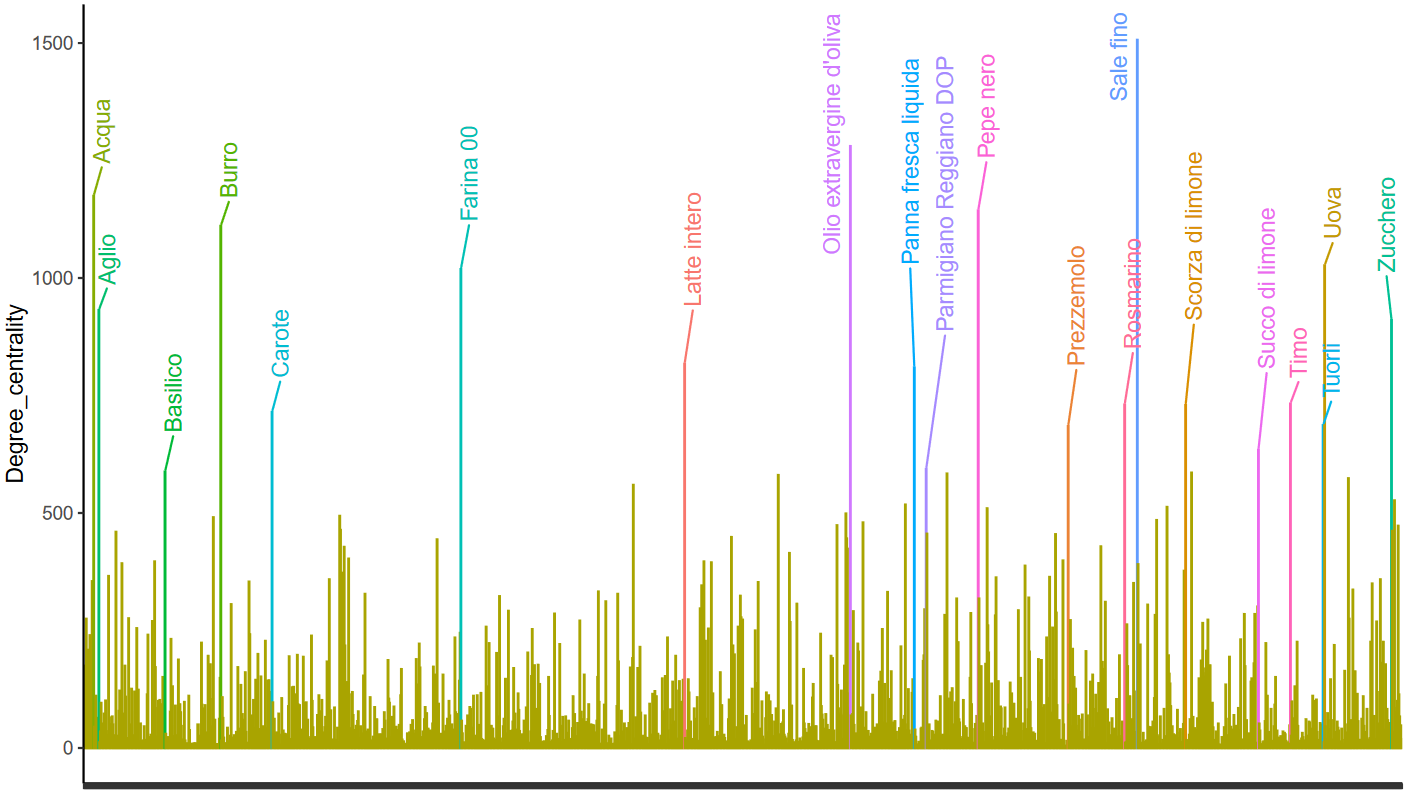 Degree_centrality
1500
1000
500
0
Acqua
Aglio
Basilico
Burro
Carote
Farina 00
Latte intero
Olio extravergine d'oliva
Panna fresca liquida
Parmigiano Reggiano DOP
Pepe nero
Prezzemolo
Rosmarino
Sale fino
Scorza di limone
Succo di limone
Timo
Uova
Tuorli
Zucchero